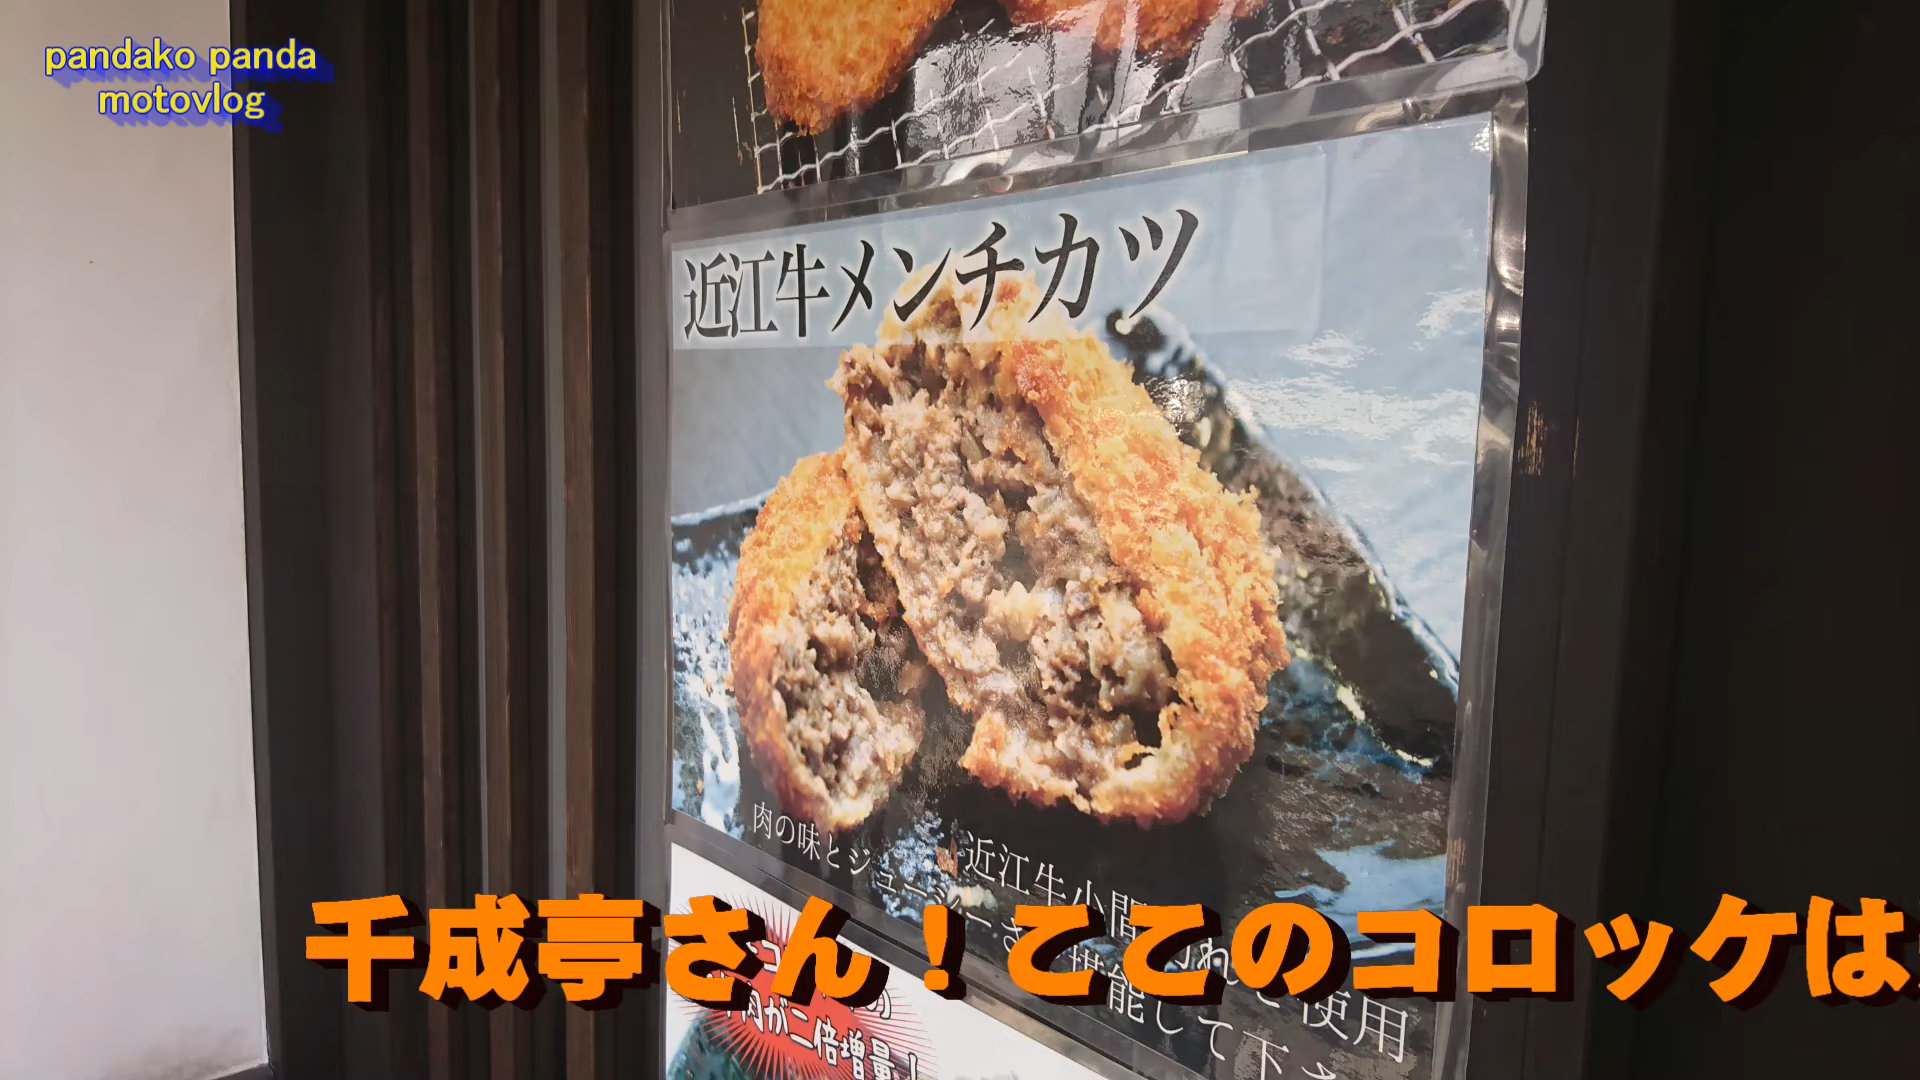 pandako panda
motovlog
近江牛メンチカツ
近江牛小間切れを使用
肉の味とジューシーさを堪能して下さ
千成亭さん！ここのコロッケは
肉が二倍増量！